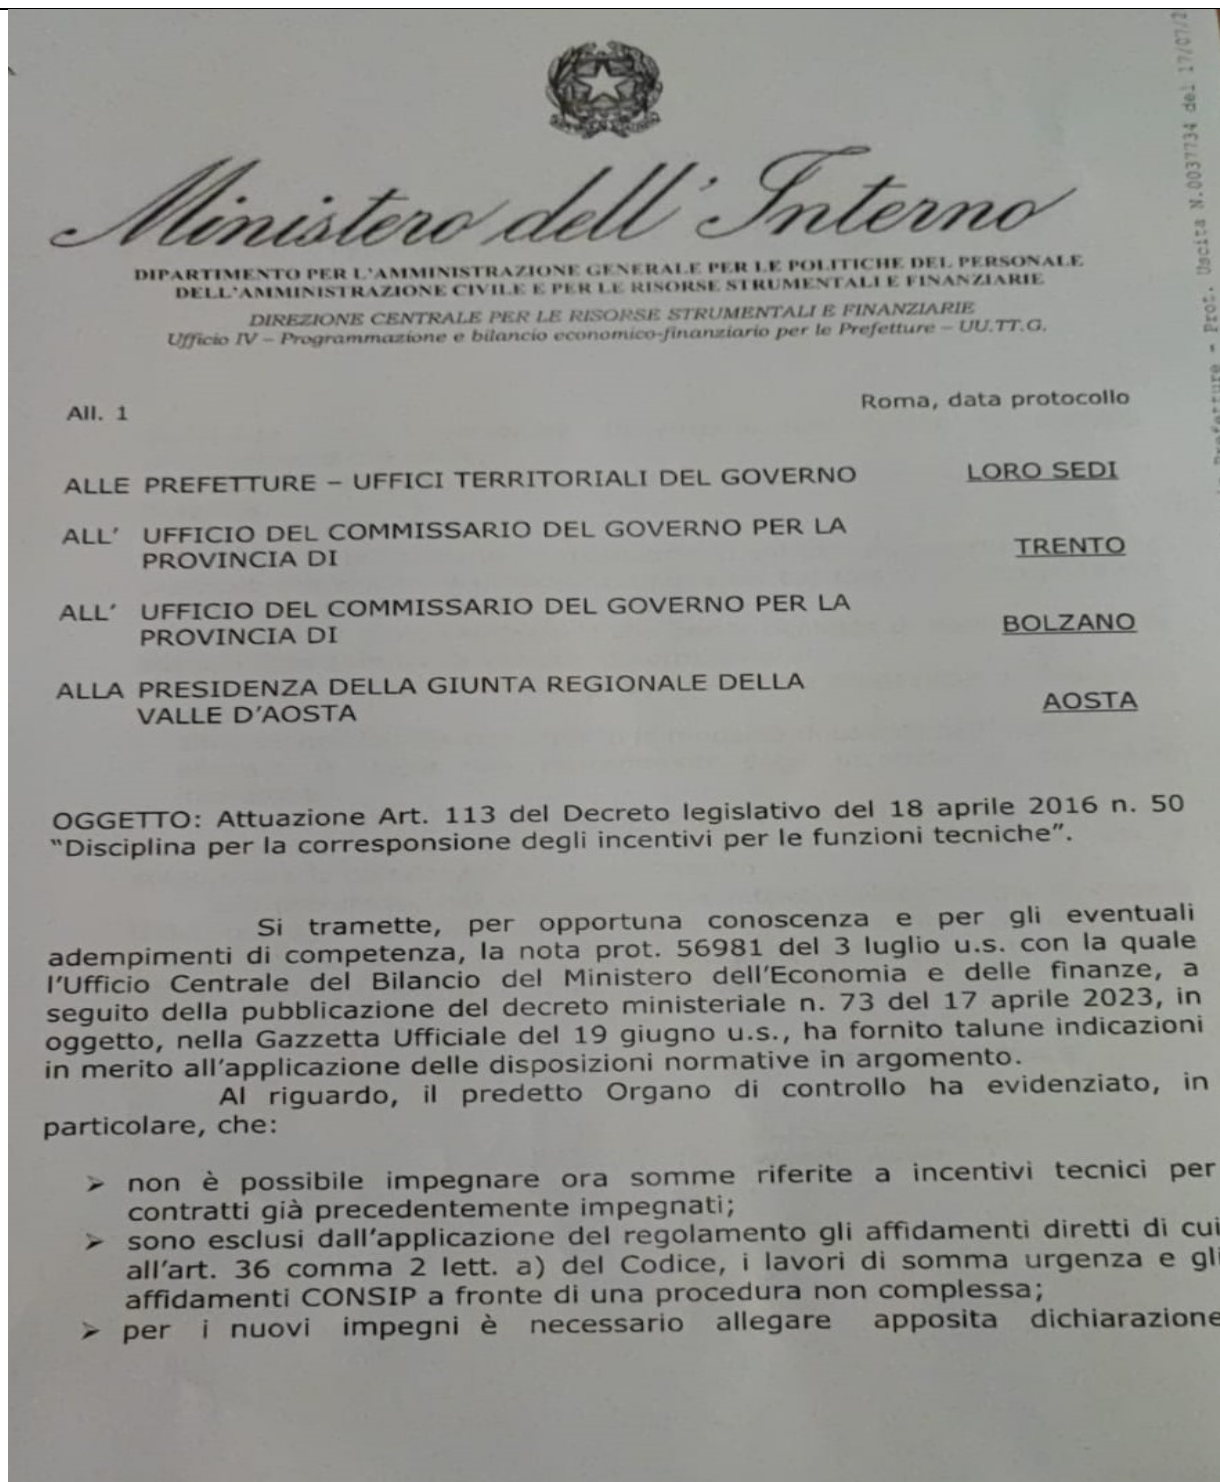 Ministero dell'Interno
DIPARTIMENTO PER L'AMMINISTRAZIONE GENERALE PER LE POLITICHE DEL PERSONALE
DELL'AMMINISTRAZIONE CIVILE E PER LE RISORSE STRUMENTALI E FINANZIARIE
DIREZIONE CENTRALE PER LE RISORSE STRUMENTALI E FINANZIARIE
Ufficio IV – Programmazione e bilancio economico-finanziario per le Prefetture – UU.TT.G.
All. 1 Roma, data protocollo
ALLE PREFETTURE – UFFICI TERRITORIALI DEL GOVERNO LORO SEDI
ALL' UFFICIO DEL COMMISSARIO DEL GOVERNO PER LA
PROVINCIA DI TRENTO
ALL' UFFICIO DEL COMMISSARIO DEL GOVERNO PER LA
PROVINCIA DI BOLZANO
ALLA PRESIDENZA DELLA GIUNTA REGIONALE DELLA
VALLE D'AOSTA AOSTA
OGGETTO: Attuazione Art. 113 del Decreto legislativo del 18 aprile 2016 n. 50
"Disciplina per la corresponsione degli incentivi per le funzioni tecniche".
Si tramette, per opportuna conoscenza e per gli eventuali
adempimenti di competenza, la nota prot. 56981 del 3 luglio u.s. con la quale
l'Ufficio Centrale del Bilancio del Ministero dell'Economia e delle finanze, a
seguito della pubblicazione del decreto ministeriale n. 73 del 17 aprile 2023, in
oggetto, nella Gazzetta Ufficiale del 19 giugno u.s., ha fornito talune indicazioni
in merito all'applicazione delle disposizioni normative in argomento.
Al riguardo, il predetto Organo di controllo ha evidenziato, in
particolare, che:
➢ non è possibile impegnare ora somme riferite a incentivi tecnici per
contratti già precedentemente impegnati;
➢ sono esclusi dall'applicazione del regolamento gli affidamenti diretti di cui
all'art. 36 comma 2 lett. a) del Codice, i lavori di somma urgenza e gli
affidamenti CONSIP a fronte di una procedura non complessa;
➢ per i nuovi impegni è necessario allegare apposita dichiarazione
Prefetture - Prot. Uscita N.0037734 del 17/07/2